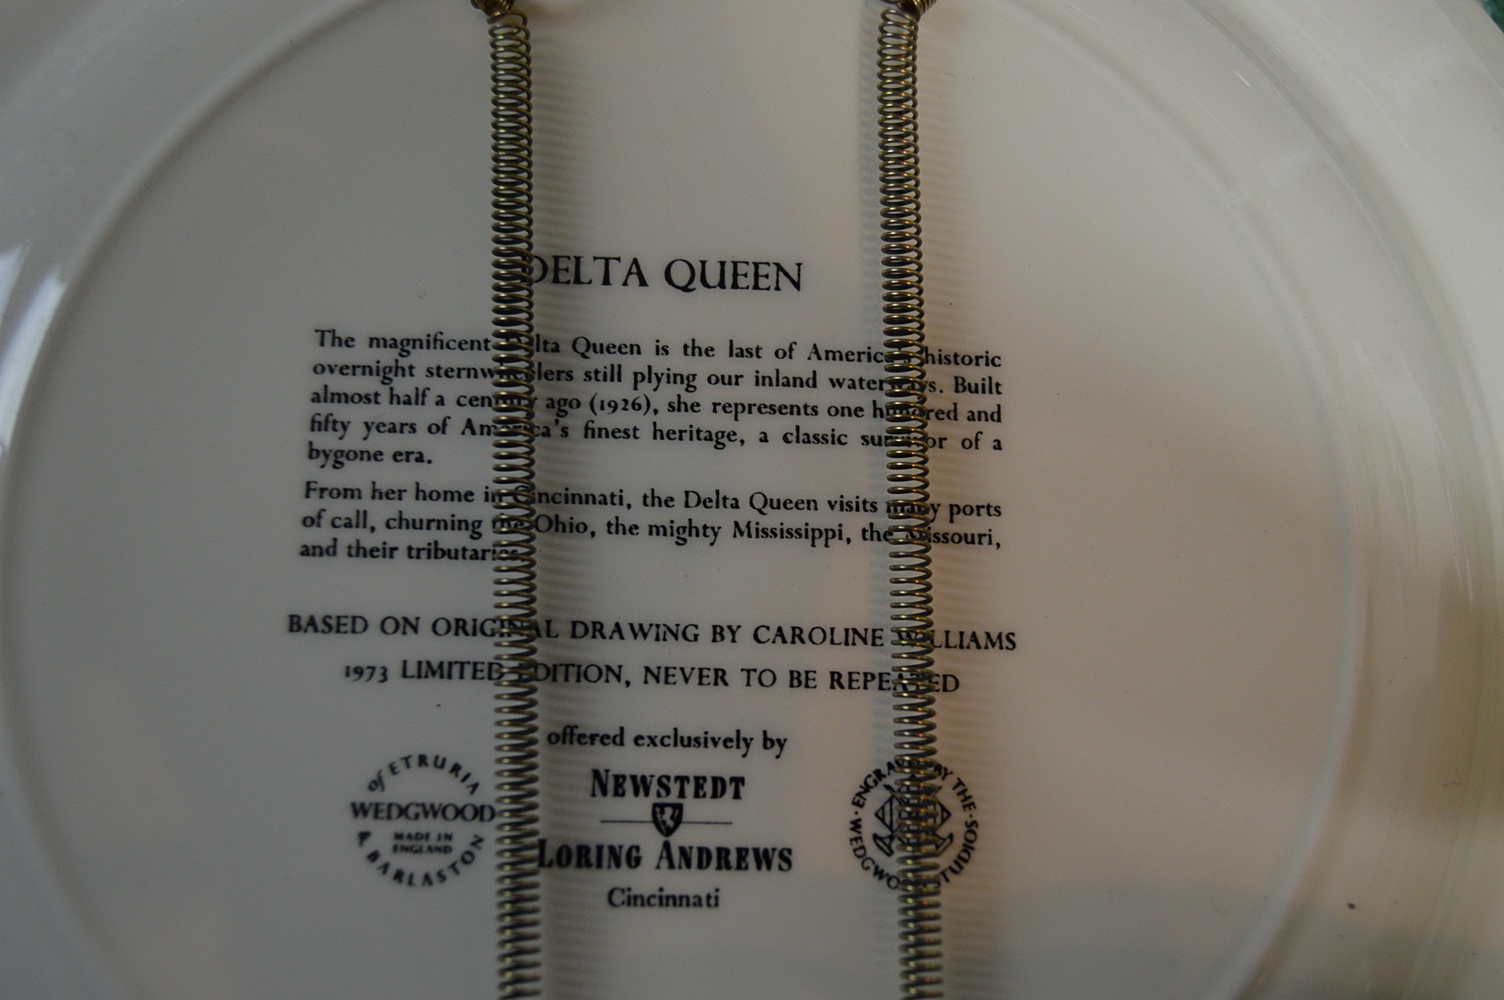 DELTA QUEEN
The magnificent Delta Queen is the last of America's historic
overnight sternwheelers still plying our inland waterways. Built
almost half a century ago (1926), she represents one hundred and
fifty years of America's finest heritage, a classic survivor of a
bygone era.
From her home in Cincinnati, the Delta Queen visits many ports
of call, churning the Ohio, the mighty Mississippi, the Missouri,
and their tributaries.
BASED ON ORIGINAL DRAWING BY CAROLINE WILLIAMS
1973 LIMITED EDITION, NEVER TO BE REPEATED
offered exclusively by
of ETRURIA
WEDGWOOD
MADE IN
ENGLAND
& BARLASTON
NEWSTEDT
LORING ANDREWS
Cincinnati
ENGRAVED BY THE
WEDGWOOD STUDIOS